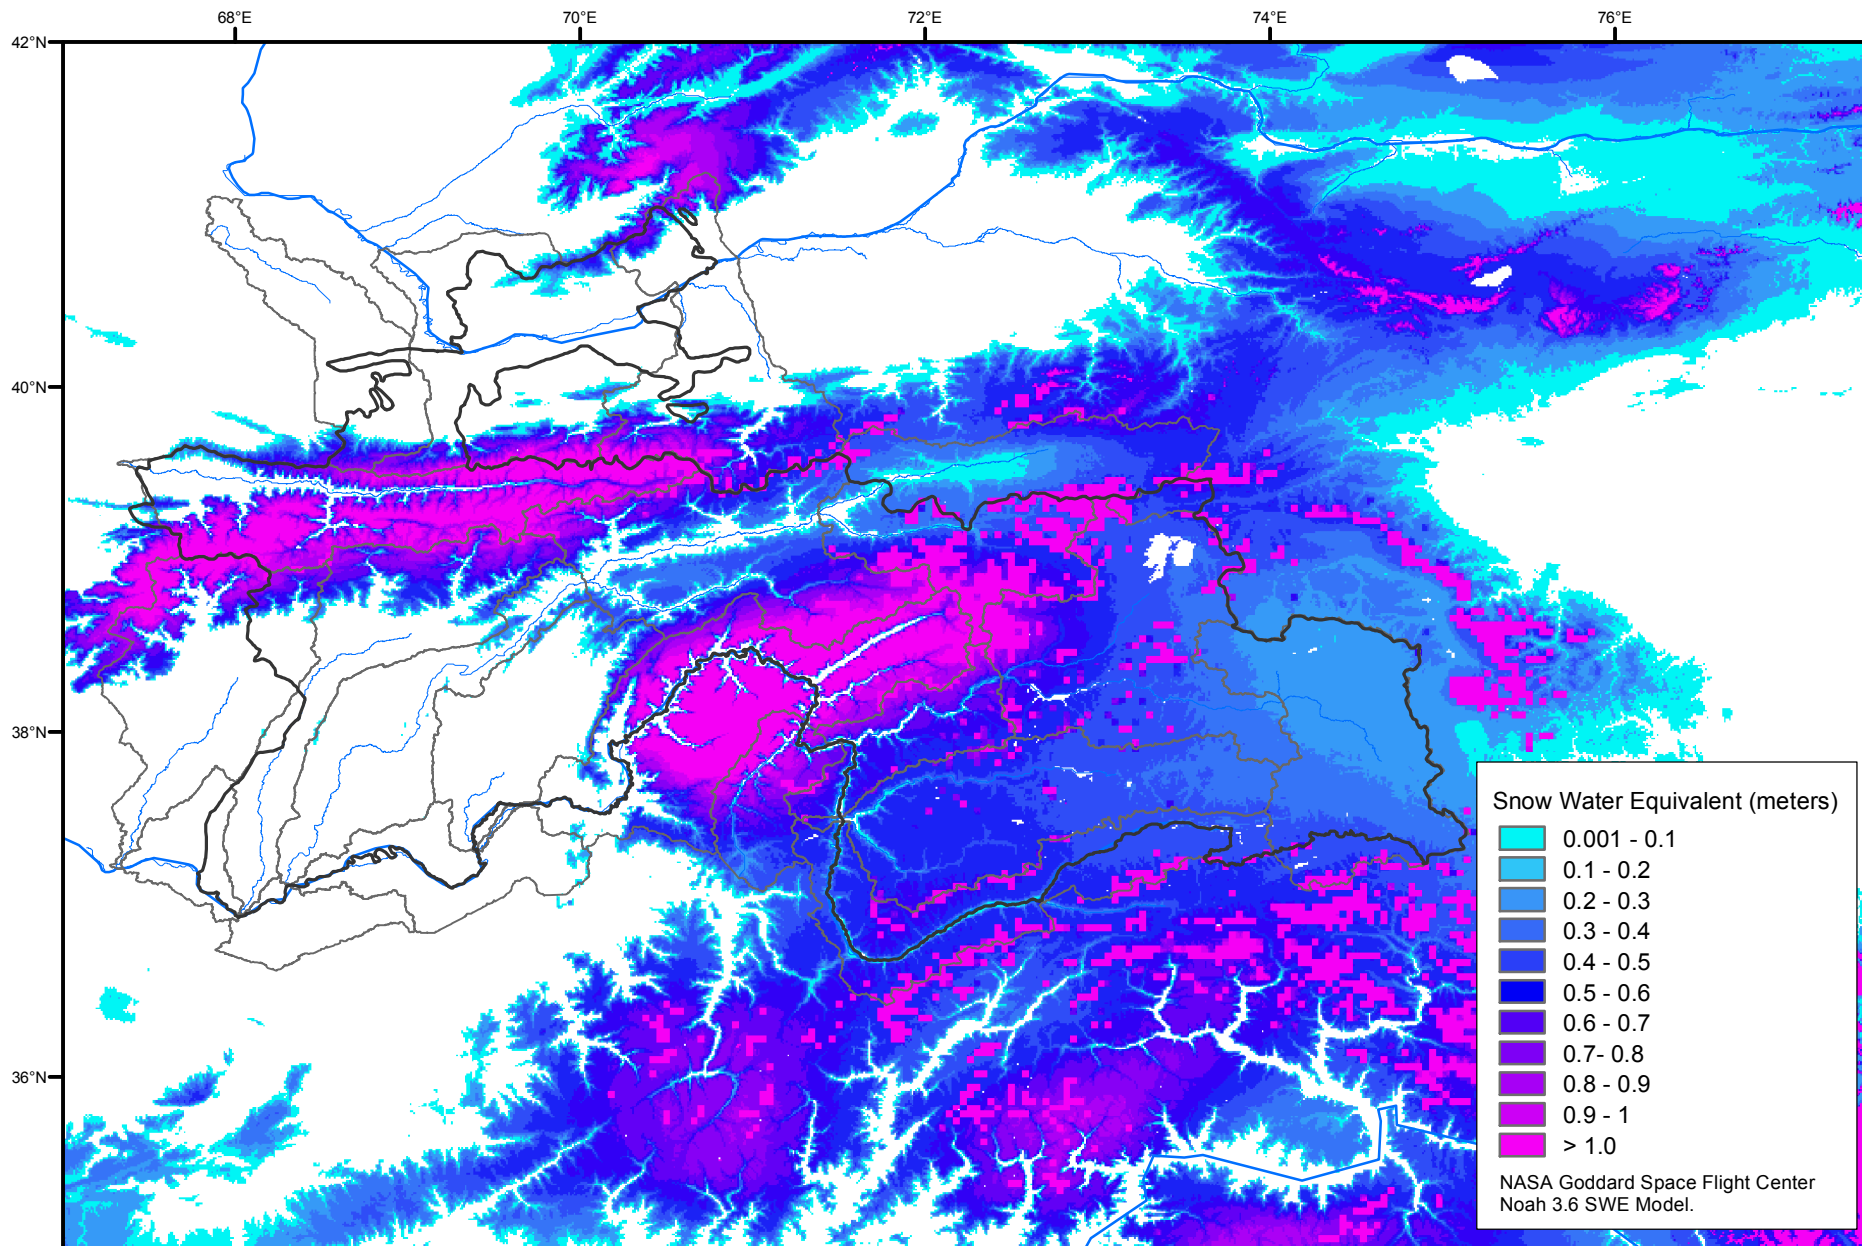 68°E 70°E 72°E 74°E 76°E
42°N
40°N
38°N
36°N
Snow Water Equivalent (meters)
0.001 - 0.1
0.1 - 0.2
0.2 - 0.3
0.3 - 0.4
0.4 - 0.5
0.5 - 0.6
0.6 - 0.7
0.7- 0.8
0.8 - 0.9
0.9 - 1
> 1.0
NASA Goddard Space Flight Center
Noah 3.6 SWE Model.